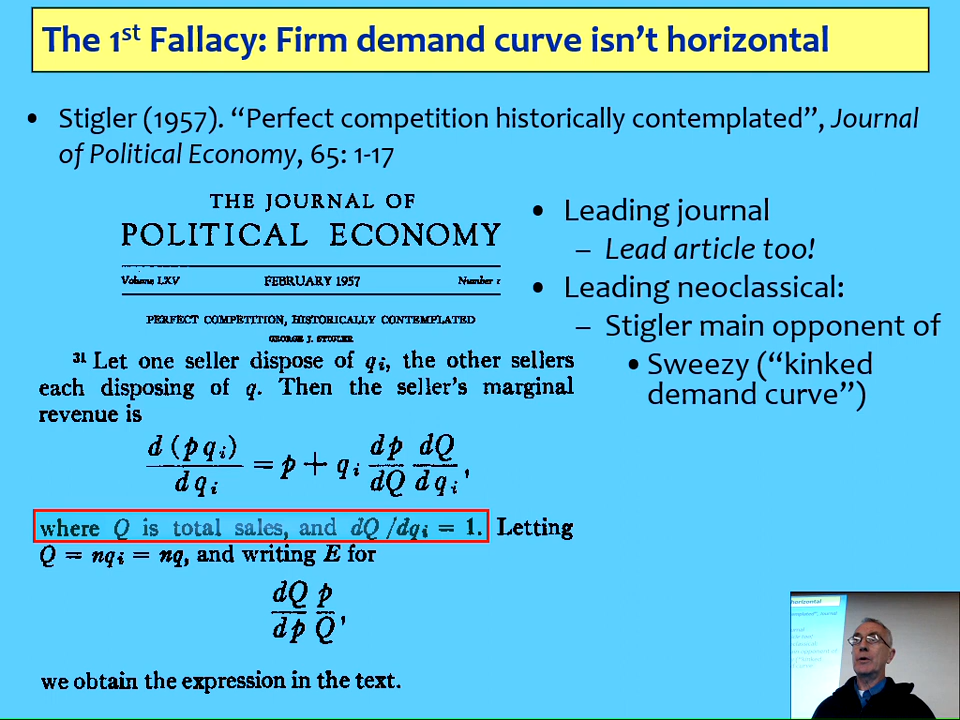 The 1st Fallacy: Firm demand curve isn't horizontal
• Stigler (1957). “Perfect competition historically contemplated”, Journal
of Political Economy, 65: 1-17
THE JOURNAL OF
POLITICAL ECONOMY
Volume LXV FEBRUARY 1957 Number 1
PERFECT COMPETITION, HISTORICALLY CONTEMPLATED
GEORGE J. STIGLER
31 Let one seller dispose of qi, the other sellers
each disposing of q. Then the seller's marginal
revenue is
d (p qi) / d qi = p + qi dp/dQ dQ/d qi,
where Q is total sales, and dQ/dqi = 1. Letting
Q = nqi = nq, and writing E for
dQ/dp p/Q,
we obtain the expression in the text.
• Leading journal
– Lead article too!
• Leading neoclassical:
– Stigler main opponent of
• Sweezy (“kinked
demand curve”)
horizontal